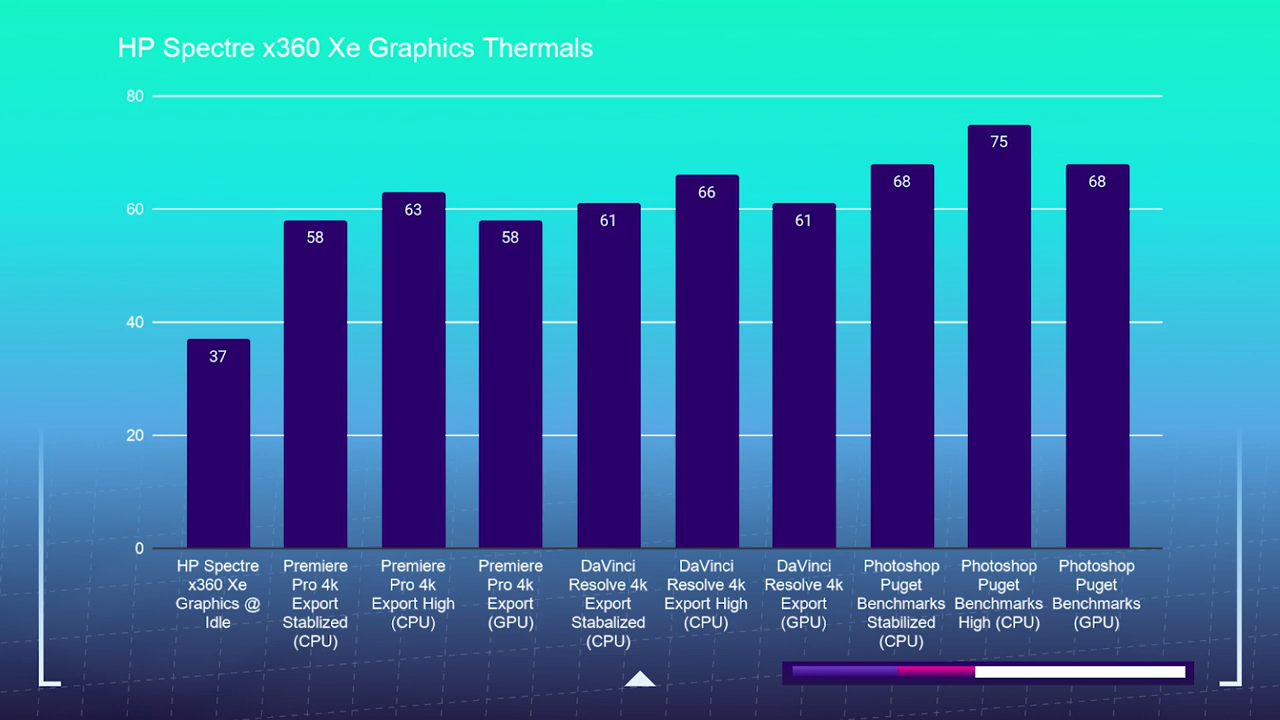 HP Spectre x360 Xe Graphics Thermals
80
60
40
20
0
37
58
63
58
61
66
61
68
75
68
HP Spectre
x360 Xe
Graphics @
Idle
Premiere
Pro 4k
Export
Stablized
(CPU)
Premiere
Pro 4k
Export High
(CPU)
Premiere
Pro 4k
Export
(GPU)
DaVinci
Resolve 4k
Export
Stabalized
(CPU)
DaVinci
Resolve 4k
Export High
(CPU)
DaVinci
Resolve 4k
Export
(GPU)
Photoshop
Puget
Benchmarks
Stabilized
(CPU)
Photoshop
Puget
Benchmarks
High (CPU)
Photoshop
Puget
Benchmarks
(GPU)